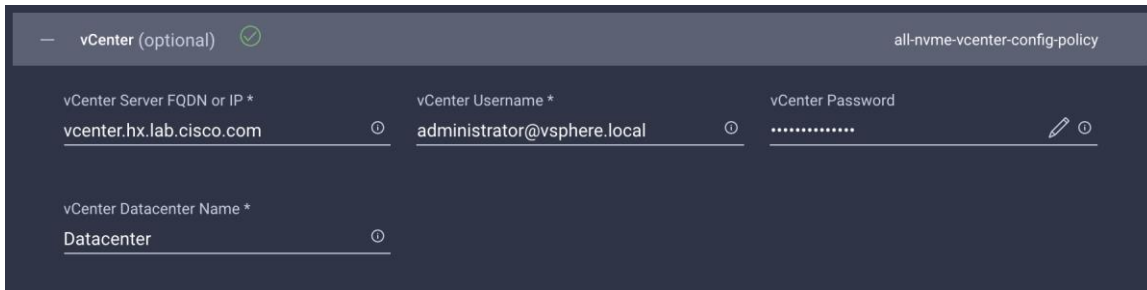 vCenter (optional) all-nvme-vcenter-config-policy
vCenter Server FQDN or IP * vCenter Username * vCenter Password
vcenter.hx.lab.cisco.com administrator@vsphere.local ••••••••••••••
vCenter Datacenter Name *
Datacenter